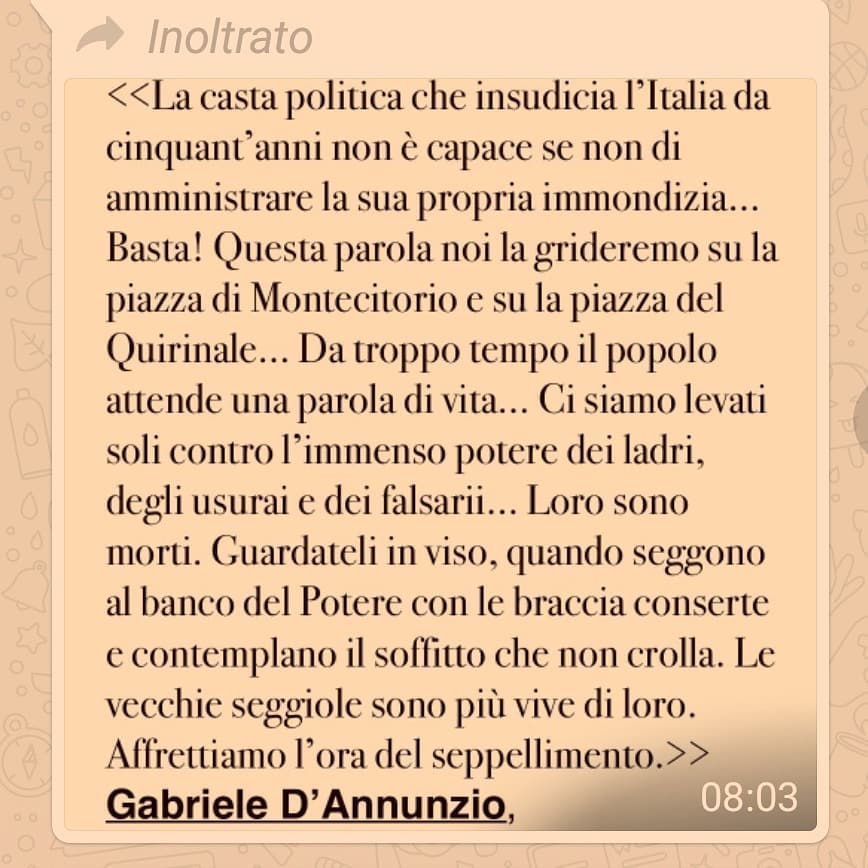 Inoltrato
<<La casta politica che insudicia l’Italia da
cinquant’anni non è capace se non di
amministrare la sua propria immondizia...
Basta! Questa parola noi la grideremo su la
piazza di Montecitorio e su la piazza del
Quirinale... Da troppo tempo il popolo
attende una parola di vita... Ci siamo levati
soli contro l’immenso potere dei ladri,
degli usurai e dei falsarii... Loro sono
morti. Guardateli in viso, quando seggono
al banco del Potere con le braccia conserte
e contemplano il soffitto che non crolla. Le
vecchie seggiole sono più vive di loro.
Affrettiamo l’ora del seppellimento.>>
Gabriele D’Annunzio,
08:03